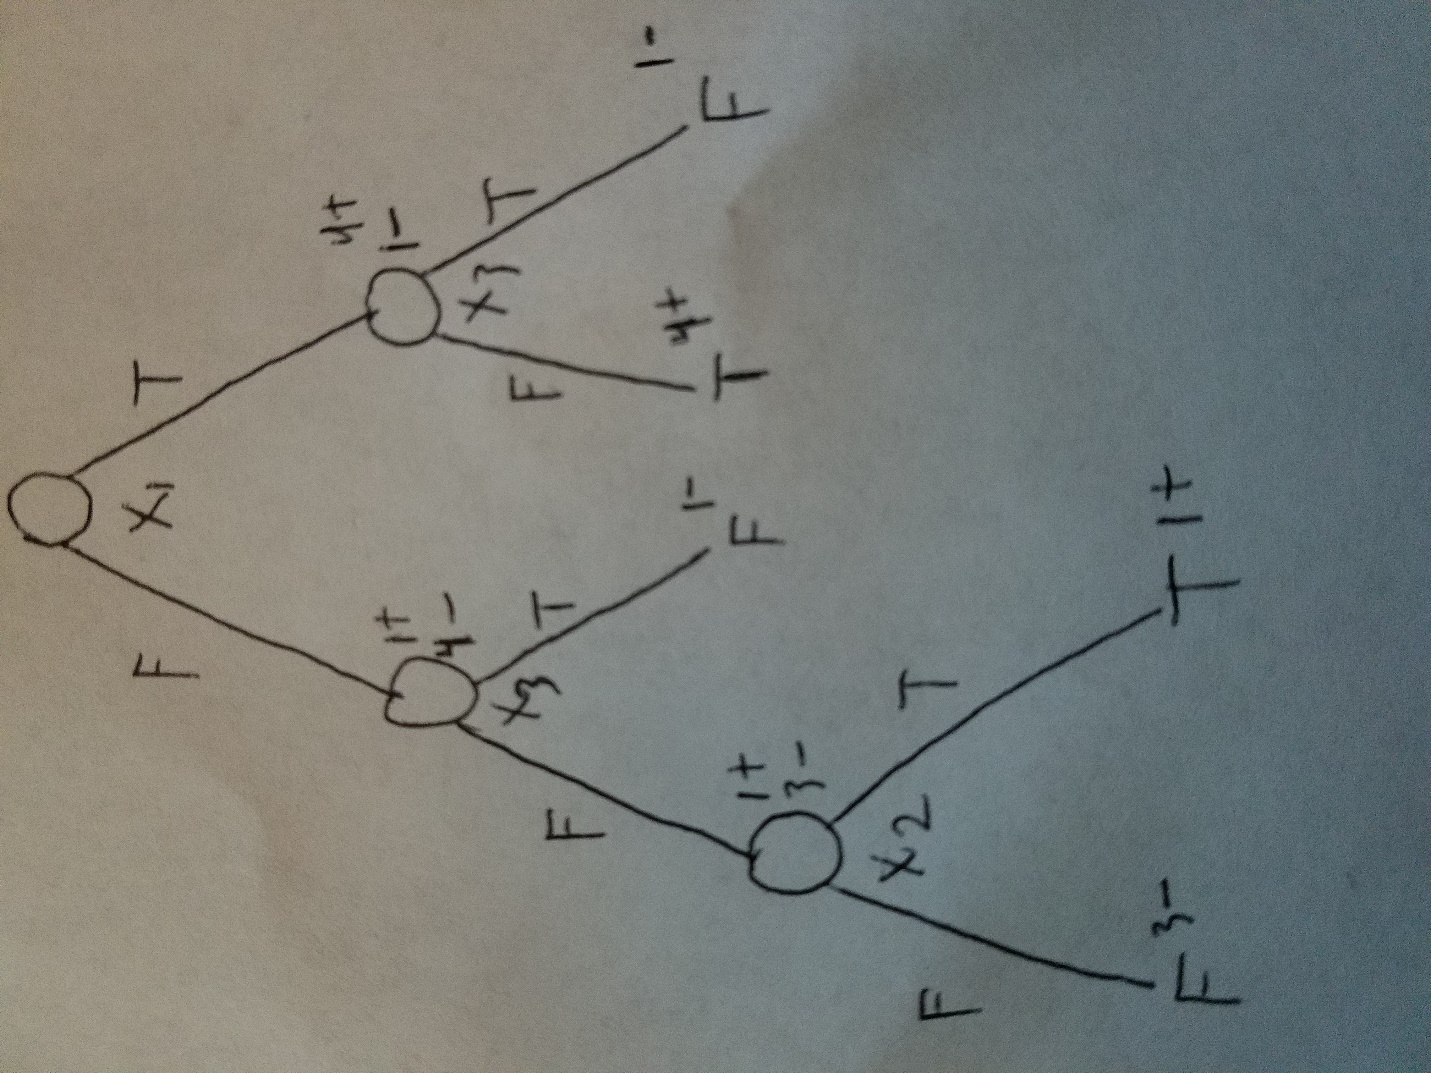 F X1 T
1+ 4+
4- 1-
F X3 T F X3 T
1- 4+ 1-
F T F
1+
3-
F X2 T
3- 1+
F T